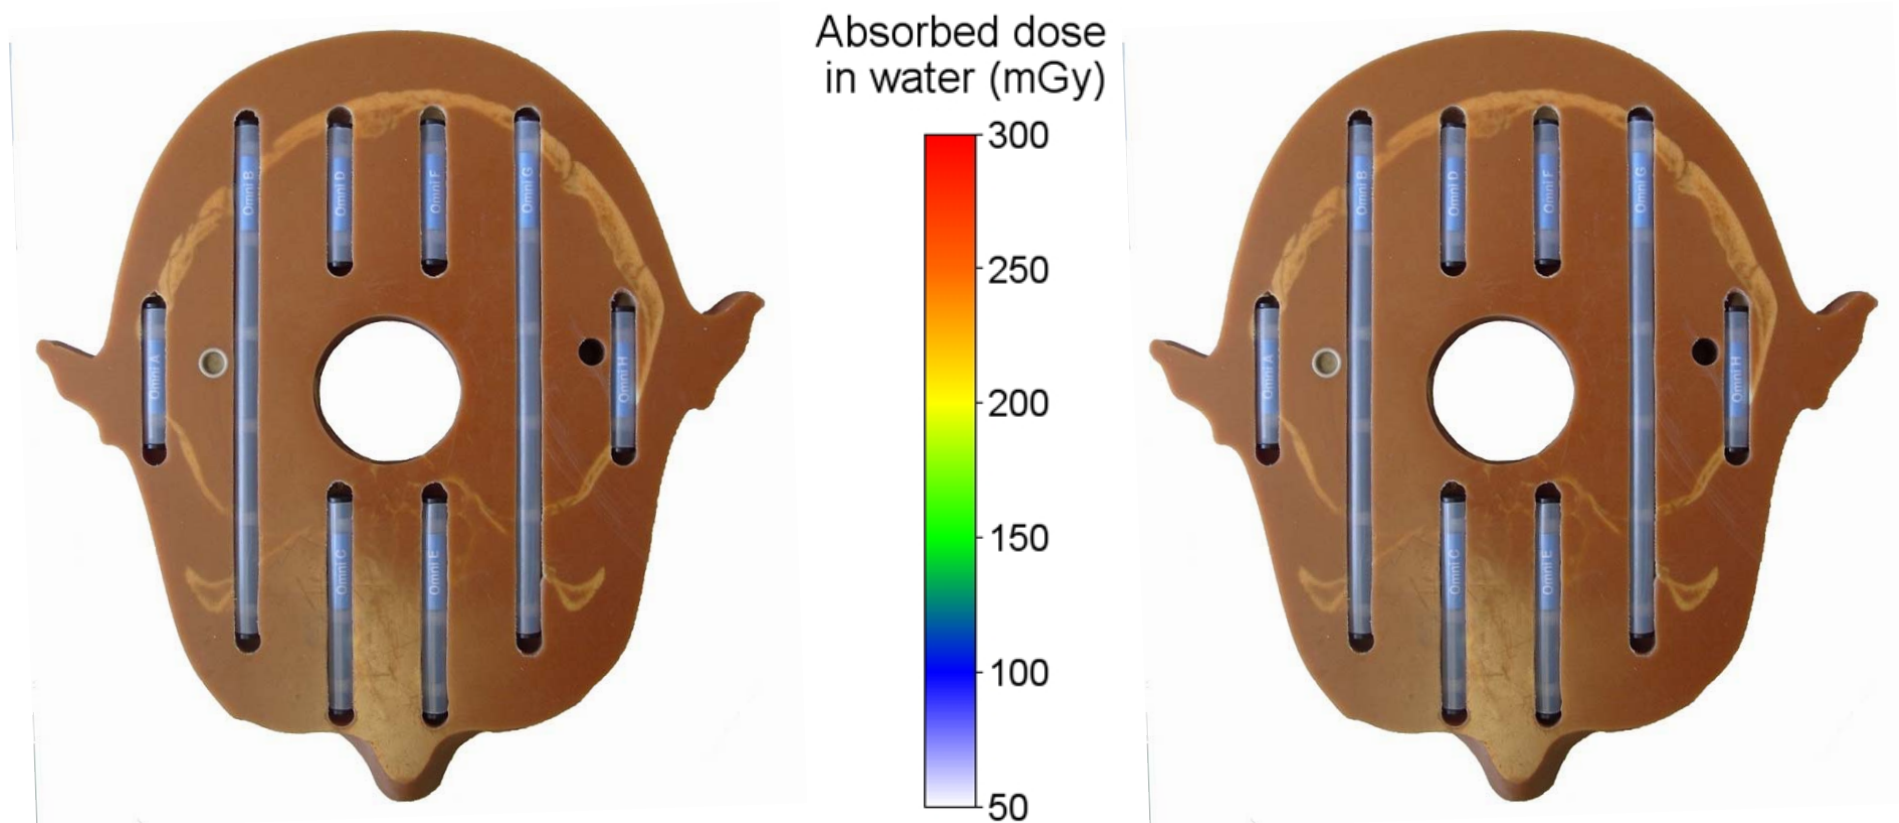 Absorbed dose
in water (mGy)
300
250
200
150
100
50
Omni B
Omni D
Omni F
Omni G
Omni A
Omni H
Omni C
Omni E
Omni B
Omni D
Omni F
Omni G
Omni A
Omni H
Omni C
Omni E